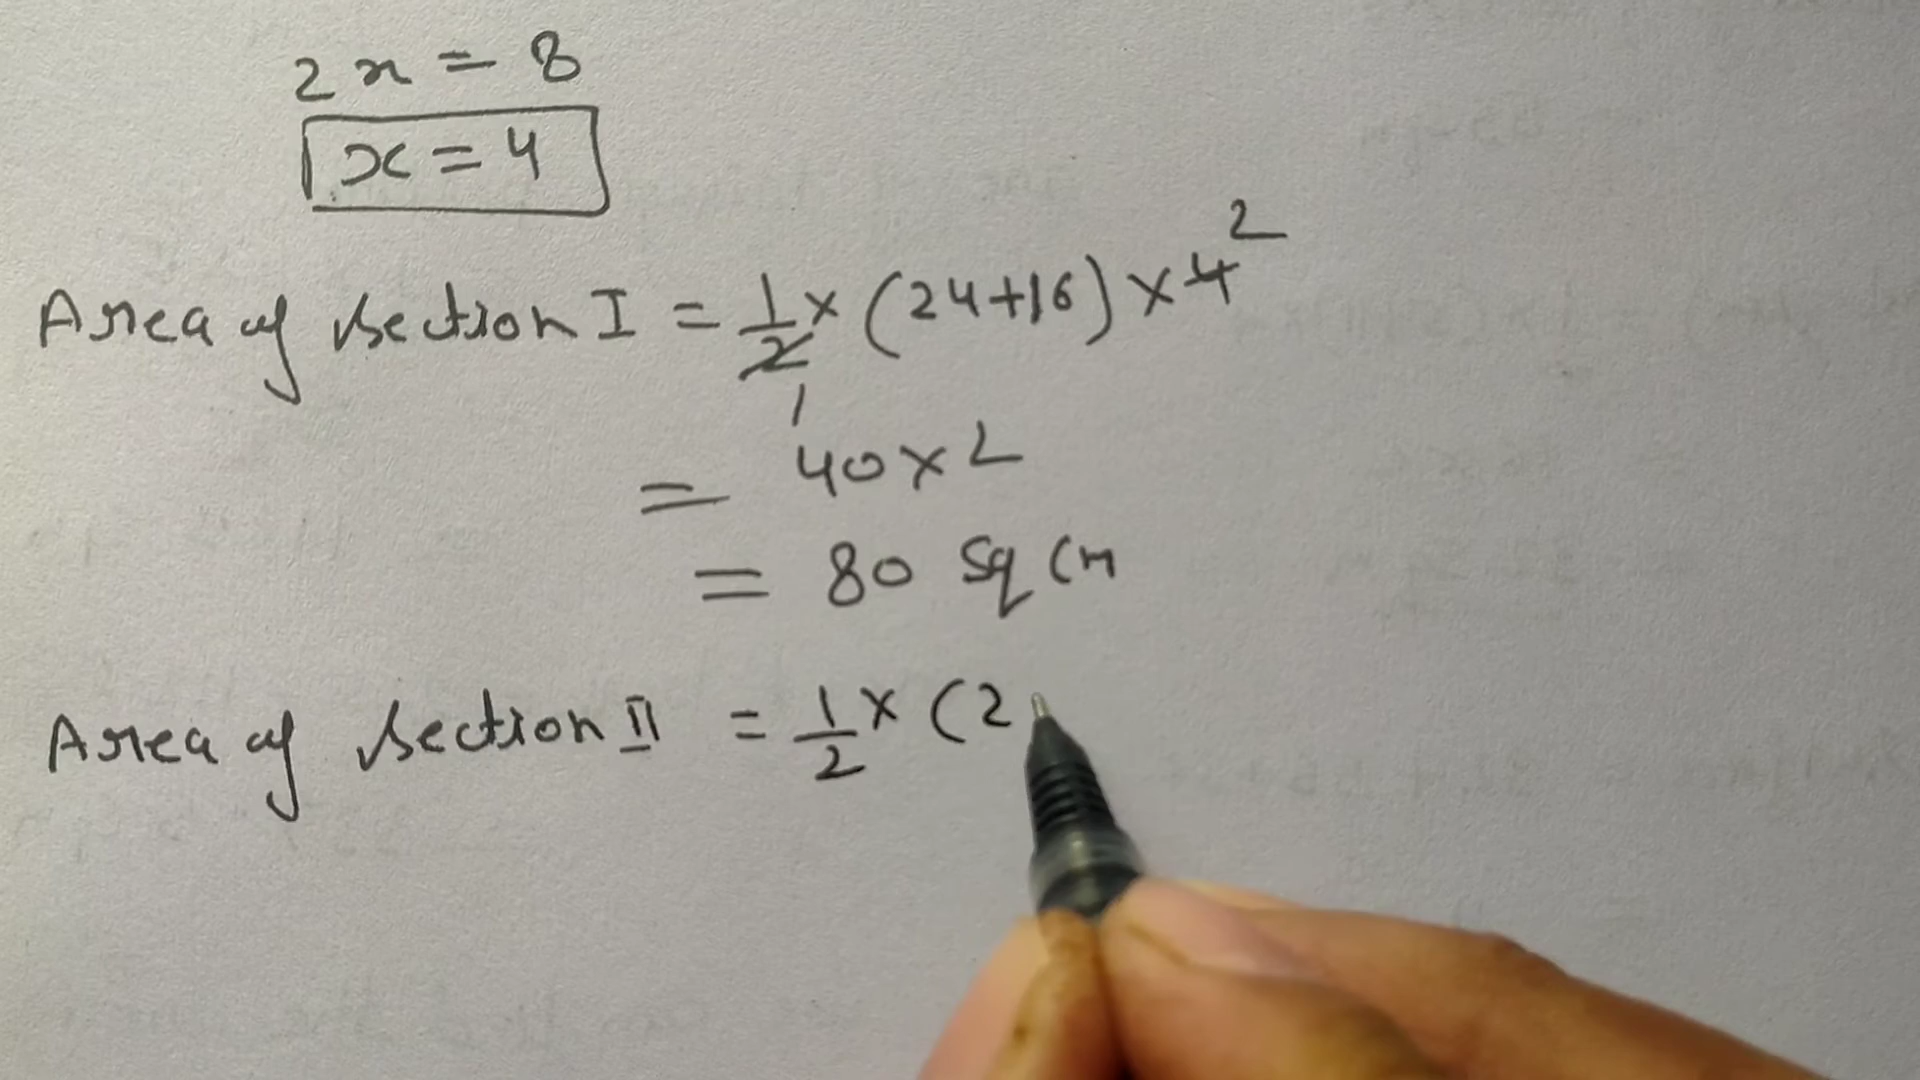 2x = 8
x = 4
Area of section I = 1/2 x (24+16) x 4 2
1
= 40 x 2
= 80 Sq cm
Area of section II = 1/2 x (2